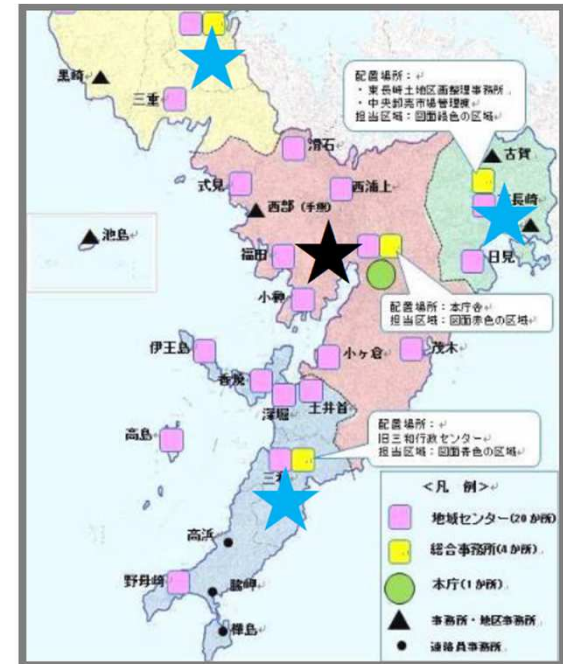 黒崎
三重
配置場所：
・東長崎土地区画整理事務所
・中央卸売市場管理棟
担当区域：図面緑色の区域
滑石
古賀
式見
西浦上
長崎
西部（手熊）
池島
福田
日見
小榊
配置場所：本庁舎
担当区域：図面赤色の区域
伊王島
小ヶ倉
茂木
香焼
深堀
土井首
配置場所：
旧三和行政センター
担当区域：図面青色の区域
高島
三和
＜凡 例＞
地域センター(20か所)
高浜
総合事務所(4か所)
野母崎
脇岬
本庁(1か所)
事務所・地区事務所
樺島
連絡員事務所